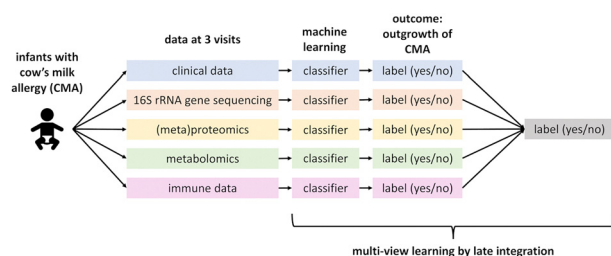 infants with
cow's milk
allergy (CMA)
data at 3 visits
machine
learning
outcome:
outgrowth of
CMA
clinical data
classifier
label (yes/no)
16S rRNA gene sequencing
classifier
label (yes/no)
(meta)proteomics
classifier
label (yes/no)
label (yes/no)
metabolomics
classifier
label (yes/no)
immune data
classifier
label (yes/no)
multi-view learning by late integration